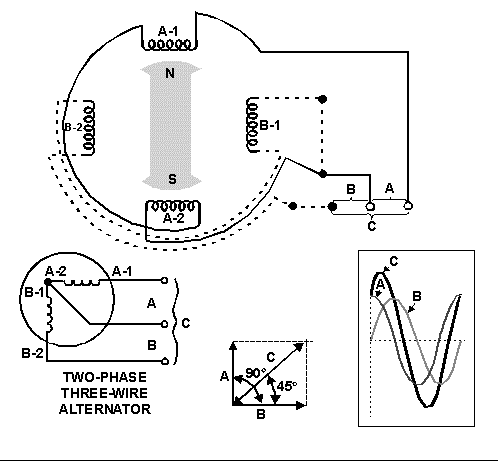 A-1
N
B-2
B-1
S
A-2
B A
C
A-2 A-1
B-1
A
C
B
B-2
TWO-PHASE
THREE-WIRE
ALTERNATOR
C
A 90°
45°
B
C
A
B